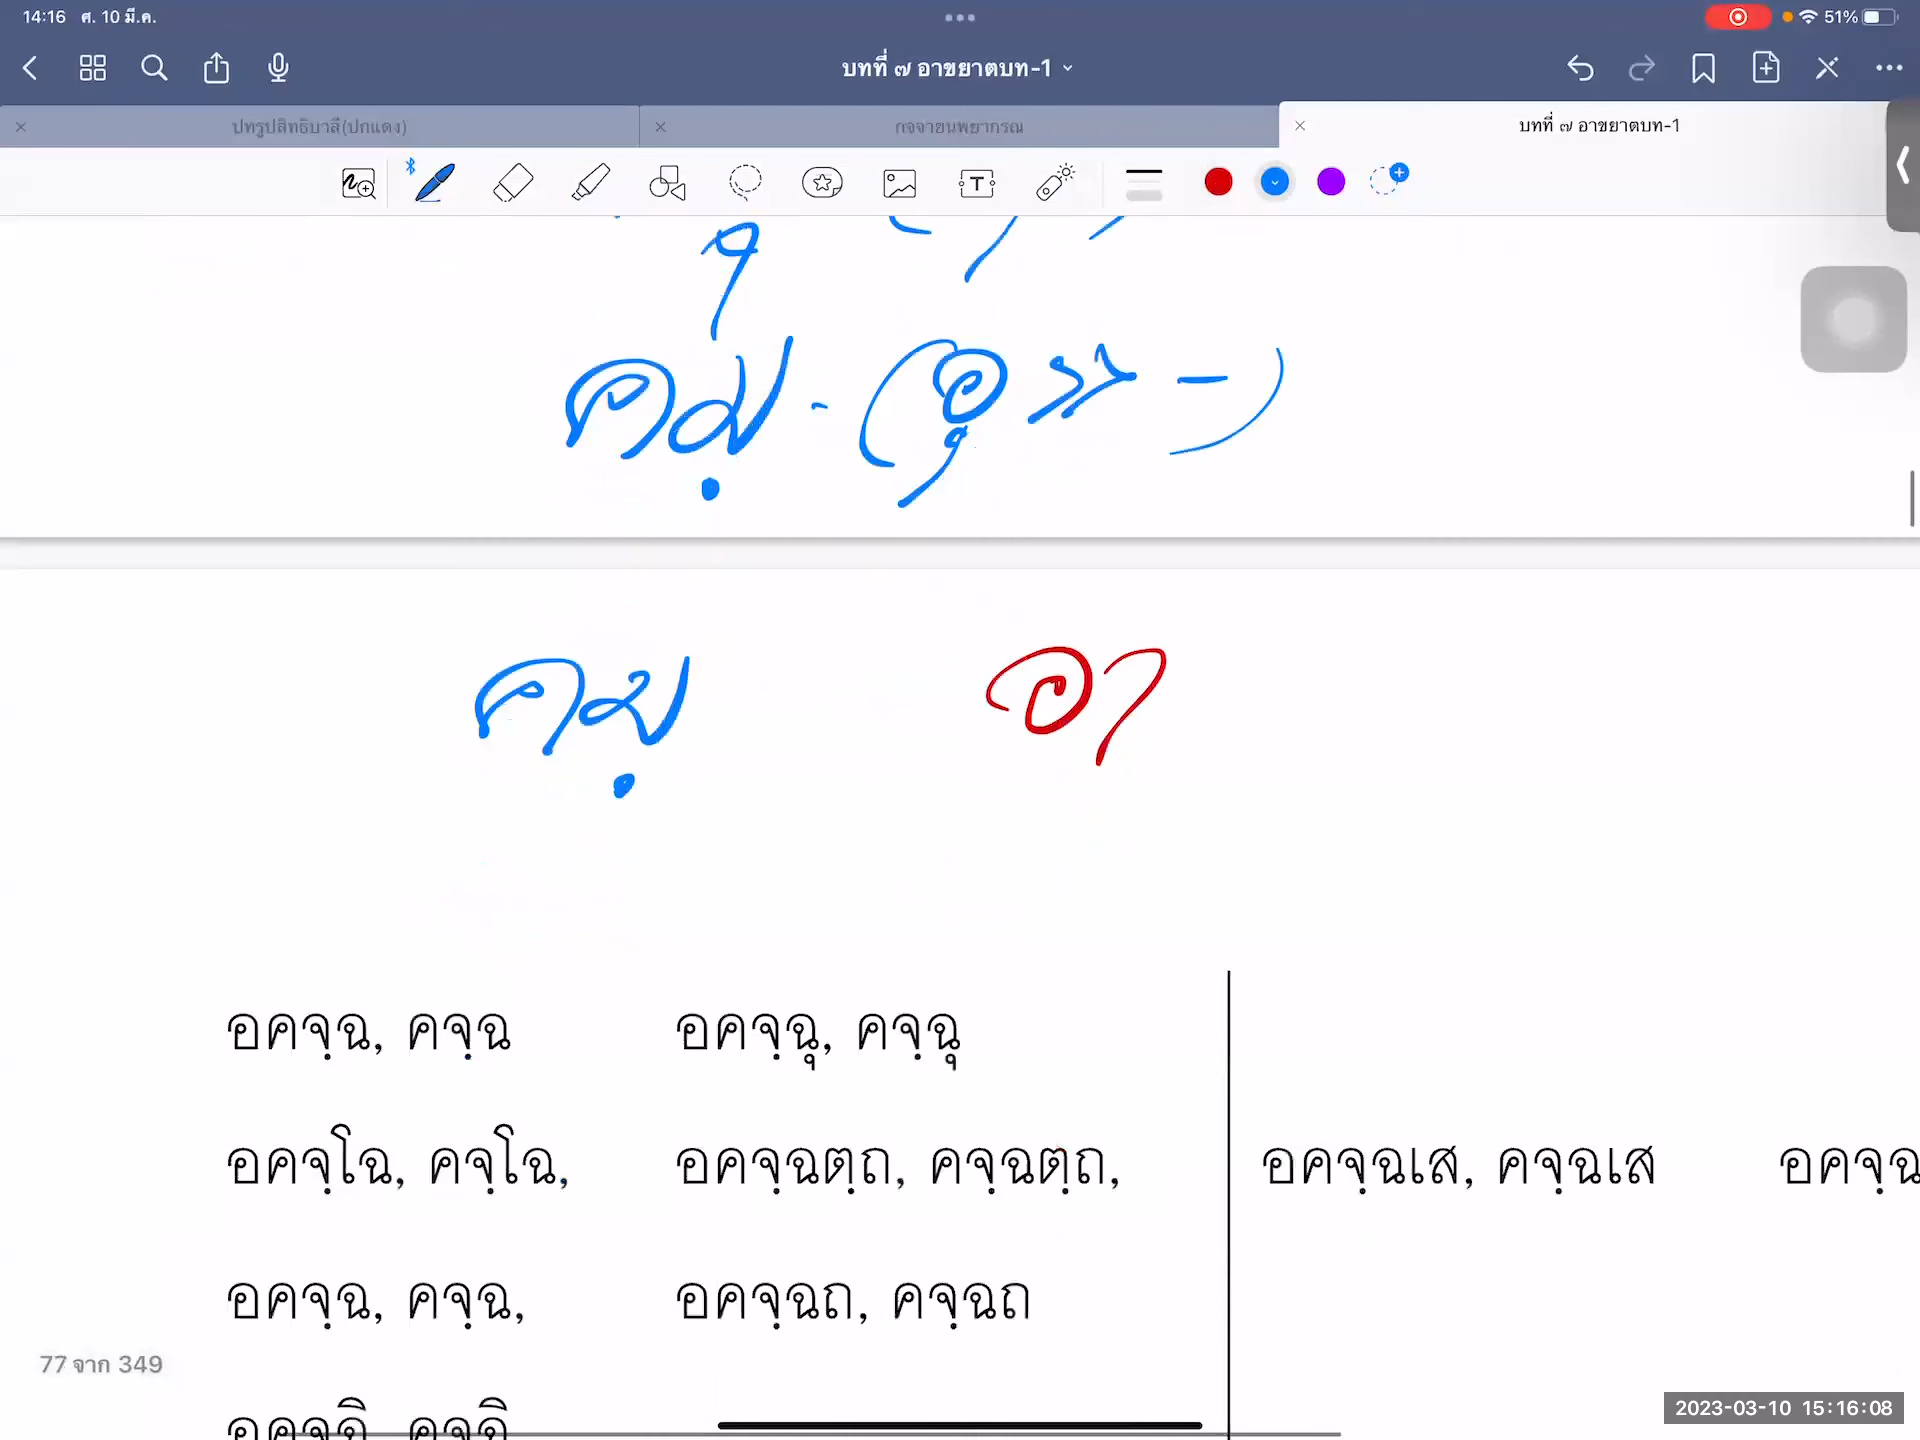 14:16 ศ. 10 มี.ค.
51%
บทที่ ๗ อาขยาตบท-1
ปทรูปสิทธิบาลี(ปกแดง)
กจจายนพยากรณ
บทที่ ๗ อาขยาตบท-1
คมุ - (อุ >> -)
คมฺ อา
อคจฺฉ, คจฺฉ อคจฺฉุ, คจฺฉุ
อคจฺโฉ, คจฺโฉ, อคจฺฉตฺถ, คจฺฉตฺถ, อคจฺฉเส, คจฺฉเส อคจฺฉ
อคจฺฉ, คจฺฉ, อคจฺฉถ, คจฺฉถ
77 จาก 349
2023-03-10 15:16:08